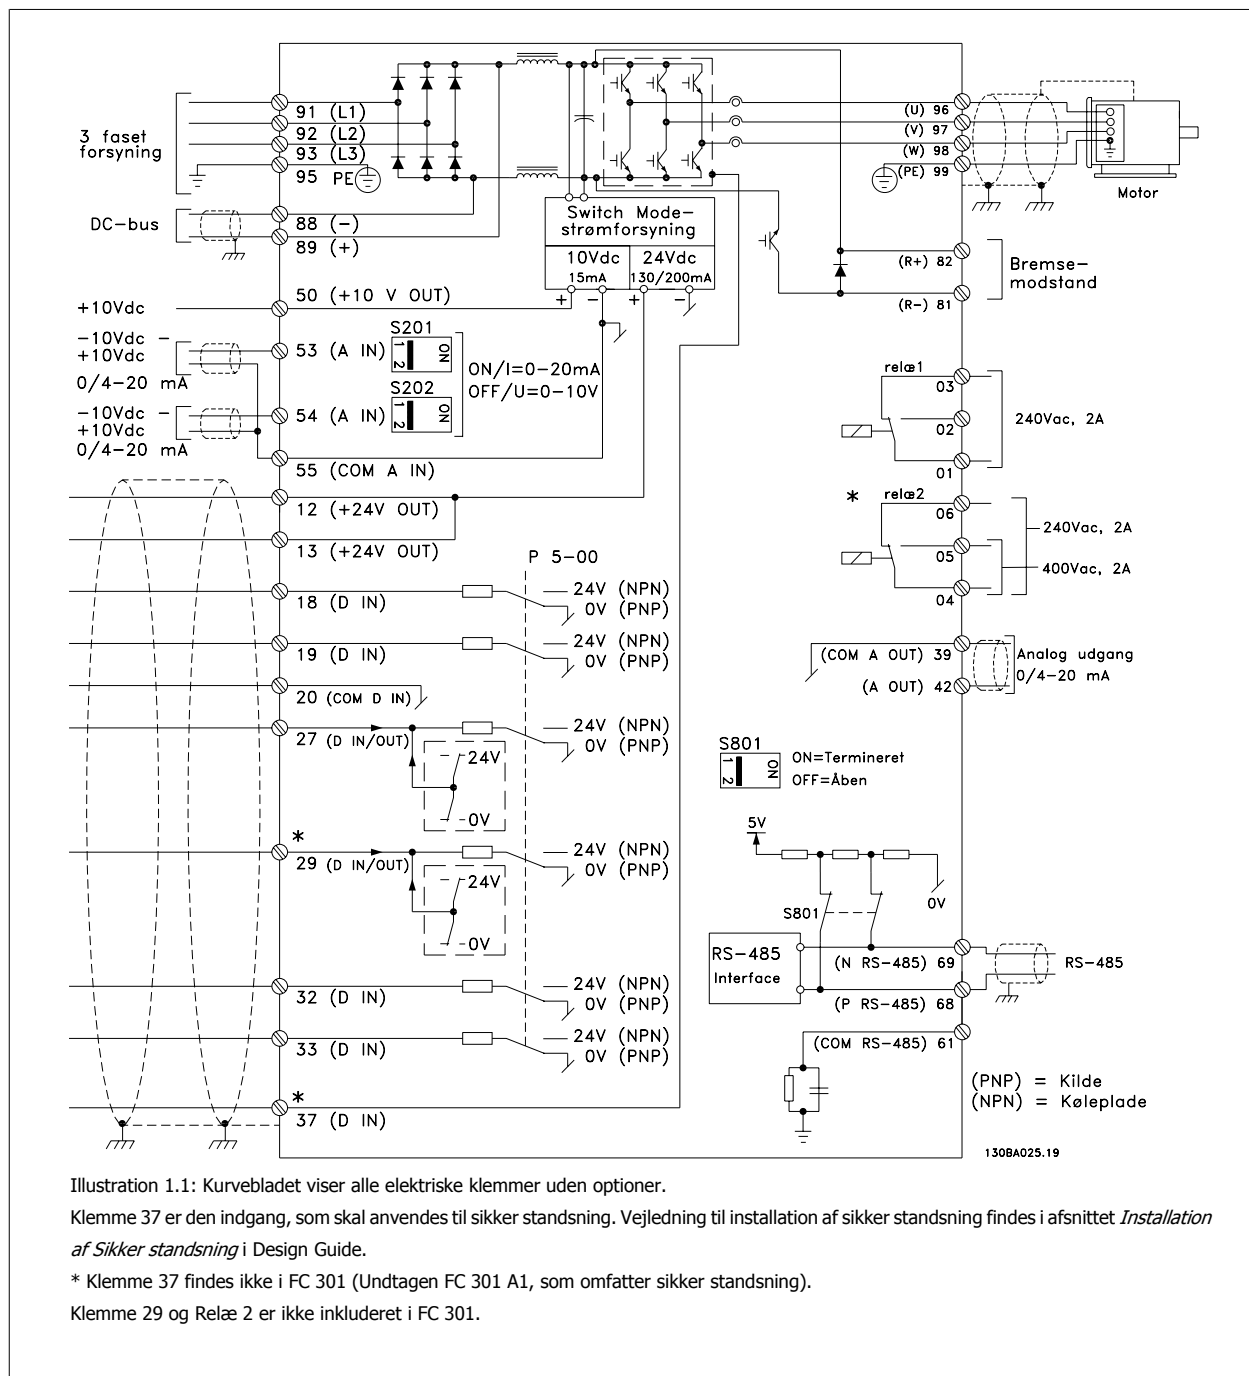 3 faset
forsyning
91 (L1)
92 (L2)
93 (L3)
95 PE
DC-bus
88 (-)
89 (+)
Switch Mode-
strømforsyning
10Vdc
15mA
24Vdc
130/200mA
+ - + -
(U) 96
(V) 97
(W) 98
(PE) 99
Motor
(R+) 82
(R-) 81
Bremse-
modstand
+10Vdc
50 (+10 V OUT)
-10Vdc -
+10Vdc
0/4-20 mA
53 (A IN)
S201
1 2 ON
ON/I=0-20mA
OFF/U=0-10V
-10Vdc -
+10Vdc
0/4-20 mA
54 (A IN)
S202
1 2 ON
55 (COM A IN)
12 (+24V OUT)
13 (+24V OUT)
P 5-00
18 (D IN)
24V (NPN)
0V (PNP)
19 (D IN)
24V (NPN)
0V (PNP)
20 (COM D IN)
27 (D IN/OUT)
24V (NPN)
0V (PNP)
24V
0V
*
29 (D IN/OUT)
24V (NPN)
0V (PNP)
24V
0V
32 (D IN)
24V (NPN)
0V (PNP)
33 (D IN)
24V (NPN)
0V (PNP)
*
37 (D IN)
relæ1
03
02
01
240Vac, 2A
*
relæ2
06
05
04
240Vac, 2A
400Vac, 2A
(COM A OUT) 39
(A OUT) 42
Analog udgang
0/4-20 mA
S801
1 2 ON
ON=Termineret
OFF=Åben
5V
S801
0V
RS-485
Interface
(N RS-485) 69
(P RS-485) 68
(COM RS-485) 61
RS-485
(PNP) = Kilde
(NPN) = Køleplade
130BA025.19
Illustration 1.1: Kurvebladet viser alle elektriske klemmer uden optioner.
Klemme 37 er den indgang, som skal anvendes til sikker standsning. Vejledning til installation af sikker standsning findes i afsnittet Installation
af Sikker standsning i Design Guide.
* Klemme 37 findes ikke i FC 301 (Undtagen FC 301 A1, som omfatter sikker standsning).
Klemme 29 og Relæ 2 er ikke inkluderet i FC 301.